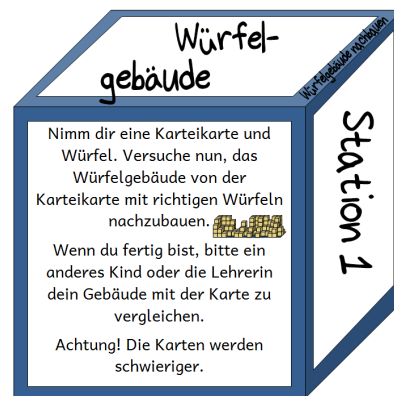 Würfel-
gebäude
Würfelgebäude nachbauen
Station 1
Nimm dir eine Karteikarte und
Würfel. Versuche nun, das
Würfelgebäude von der
Karteikarte mit richtigen Würfeln
nachzubauen.
Wenn du fertig bist, bitte ein
anderes Kind oder die Lehrerin
dein Gebäude mit der Karte zu
vergleichen.
Achtung! Die Karten werden
schwieriger.